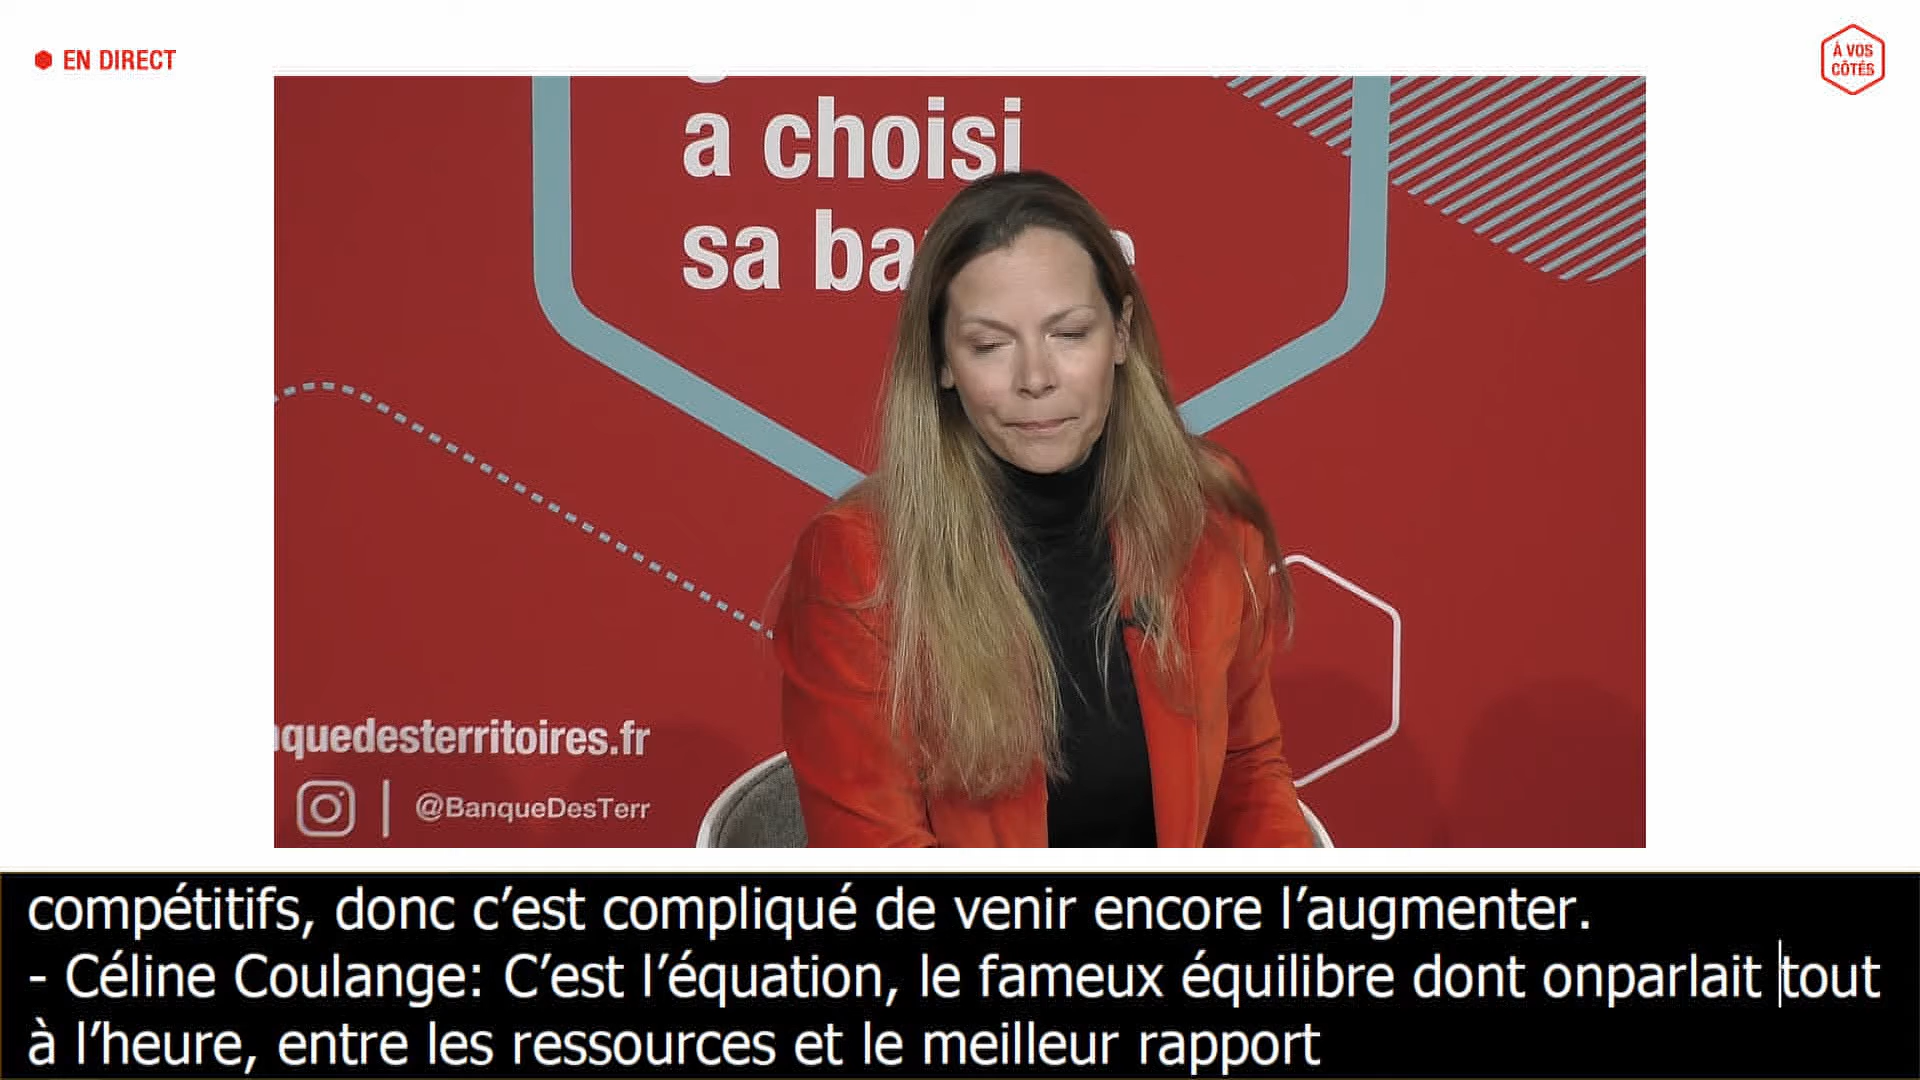 EN DIRECT
À VOS
CÔTÉS
a choisi
sa ba
quedesterritoires.fr
@BanqueDesTerr
compétitifs, donc c’est compliqué de venir encore l’augmenter.
- Céline Coulange: C’est l’équation, le fameux équilibre dont onparlait tout
à l’heure, entre les ressources et le meilleur rapport